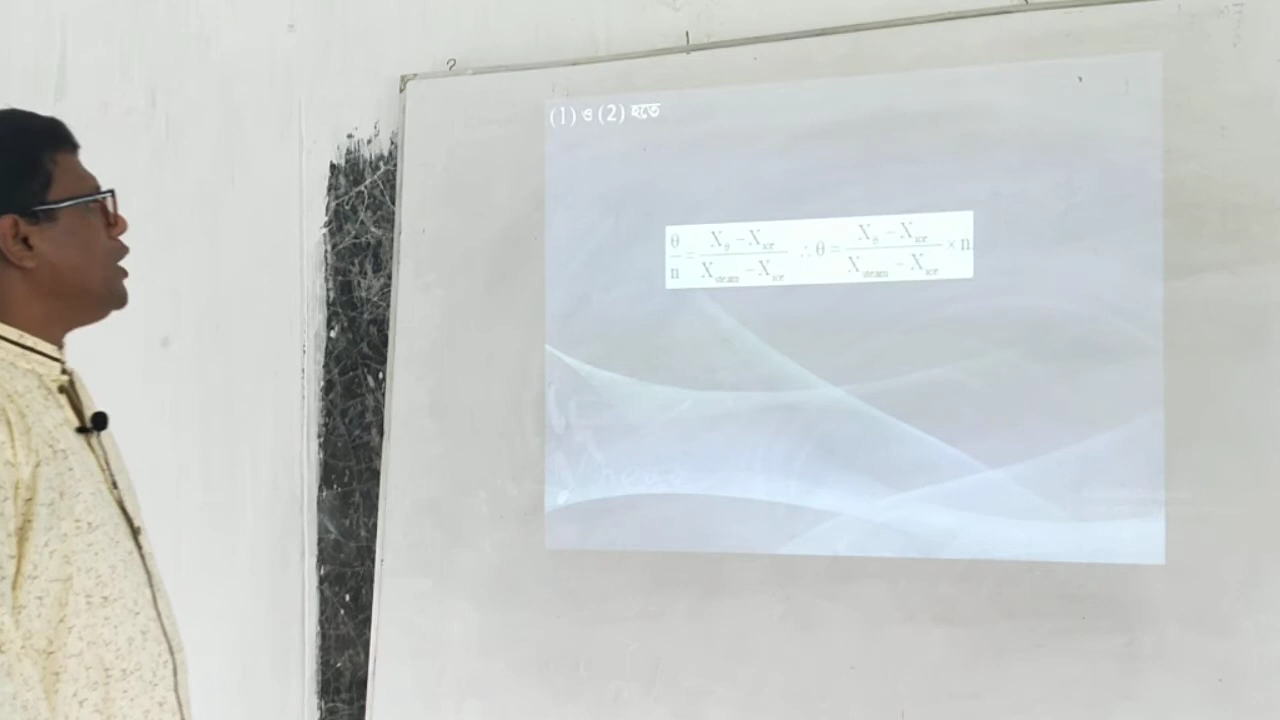 (1) ও (2) হতে
θ/n = (X_θ – X_ice)/(X_steam – X_ice) ∴ θ = (X_θ – X_ice)/(X_steam – X_ice) × n